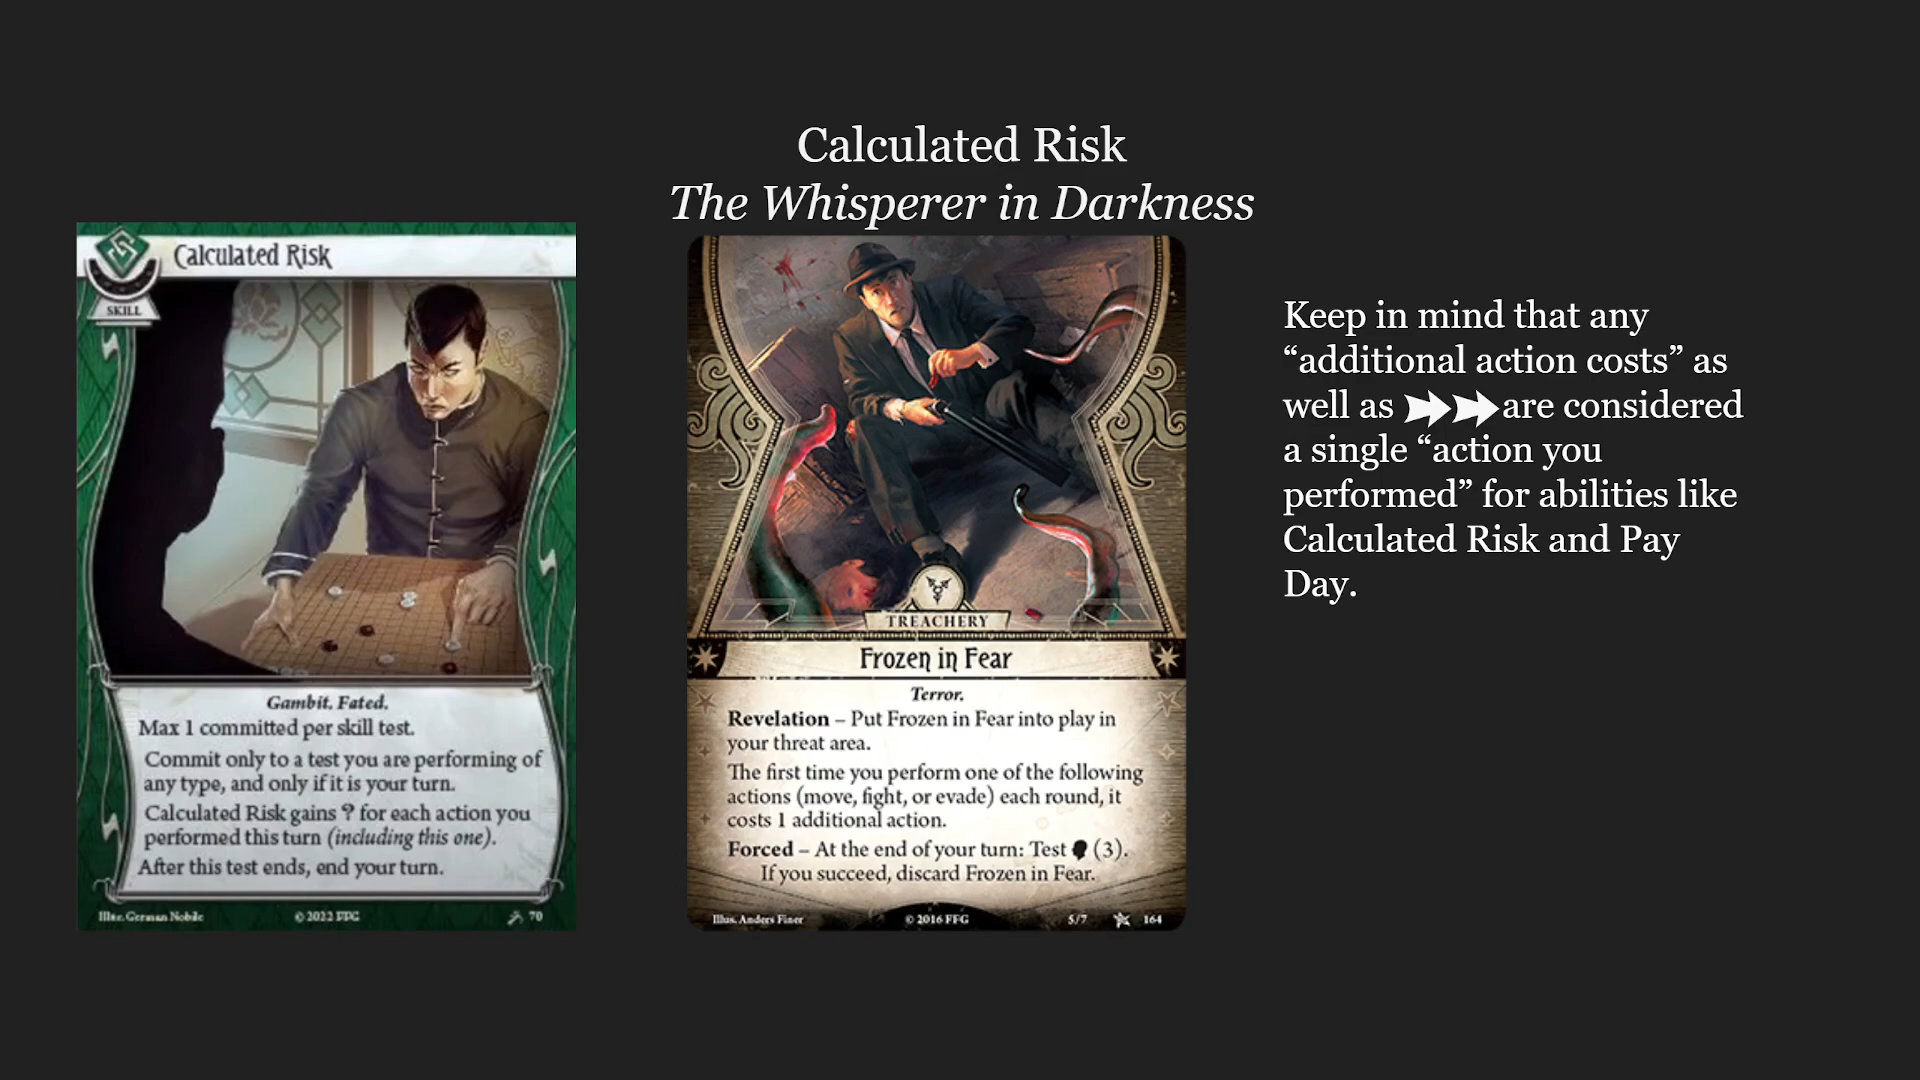 Calculated Risk
The Whisperer in Darkness
Calculated Risk
SKILL
Gambit. Fated.
Max 1 committed per skill test.
Commit only to a test you are performing of
any type, and only if it is your turn.
Calculated Risk gains ? for each action you
performed this turn (including this one).
After this test ends, end your turn.
Illus. German Nobile
© 2022 FFG
70
TREACHERY
Frozen in Fear
Terror.
Revelation – Put Frozen in Fear into play in
your threat area.
The first time you perform one of the following
actions (move, fight, or evade) each round, it
costs 1 additional action.
Forced – At the end of your turn: Test (3).
If you succeed, discard Frozen in Fear.
Illus. Anders Finer
© 2016 FFG
5/7
164
Keep in mind that any
“additional action costs” as
well as are considered
a single “action you
performed” for abilities like
Calculated Risk and Pay
Day.